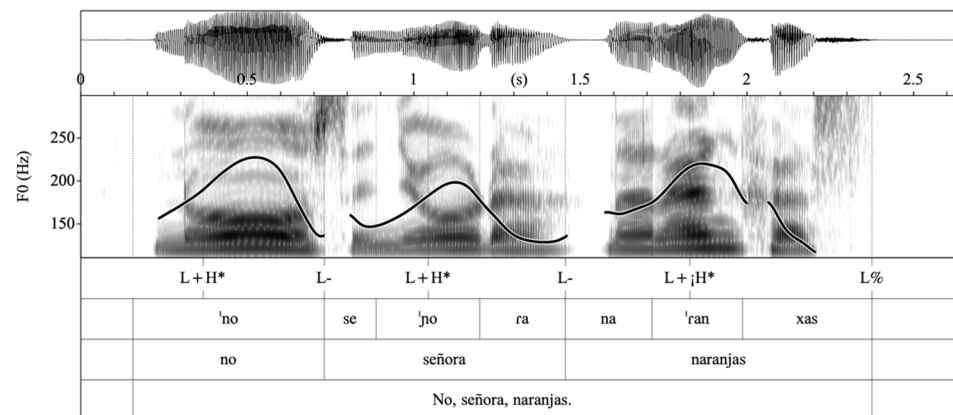 0 0.5 1 (s) 1.5 2 2.5
F0 (Hz)
250
200
150
L+H* L- L+H* L- L+¡H* L%
ˈno se ˈɲo ɾa na ˈɾan xas
no señora naranjas
No, señora, naranjas.